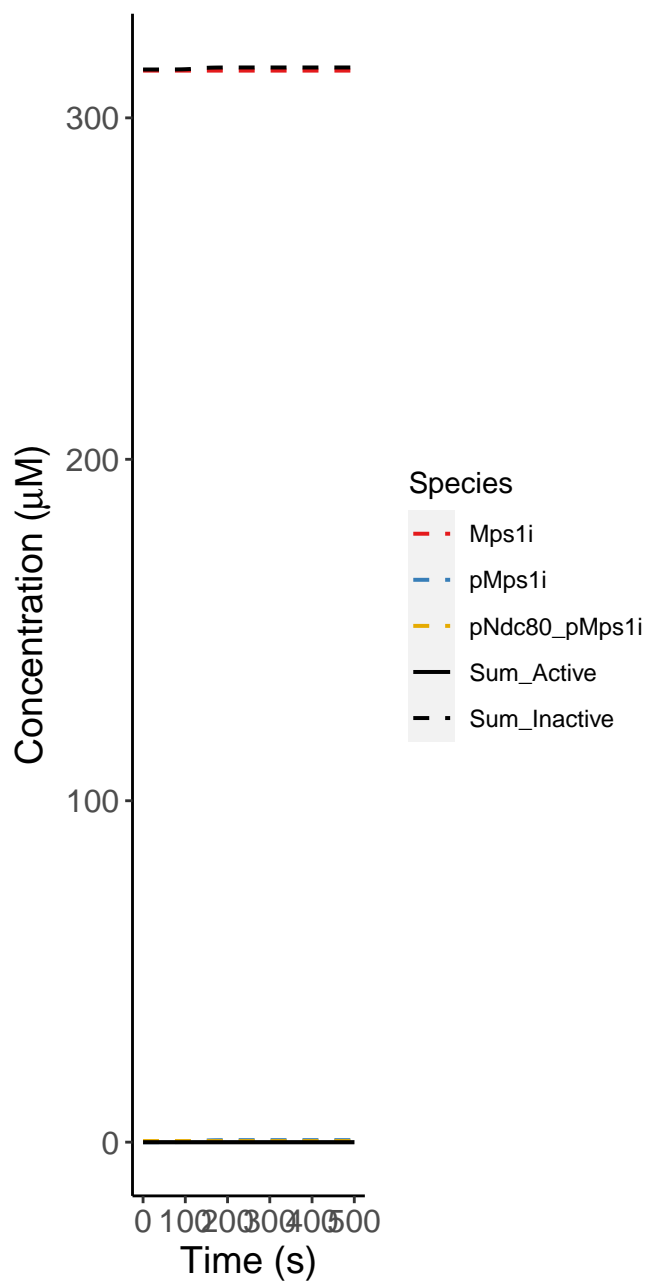 300
200
100
0
Concentration (μM)
0 100 200 300 400 500
Time (s)
Species
Mps1i
pMps1i
pNdc80_pMps1i
Sum_Active
Sum_Inactive